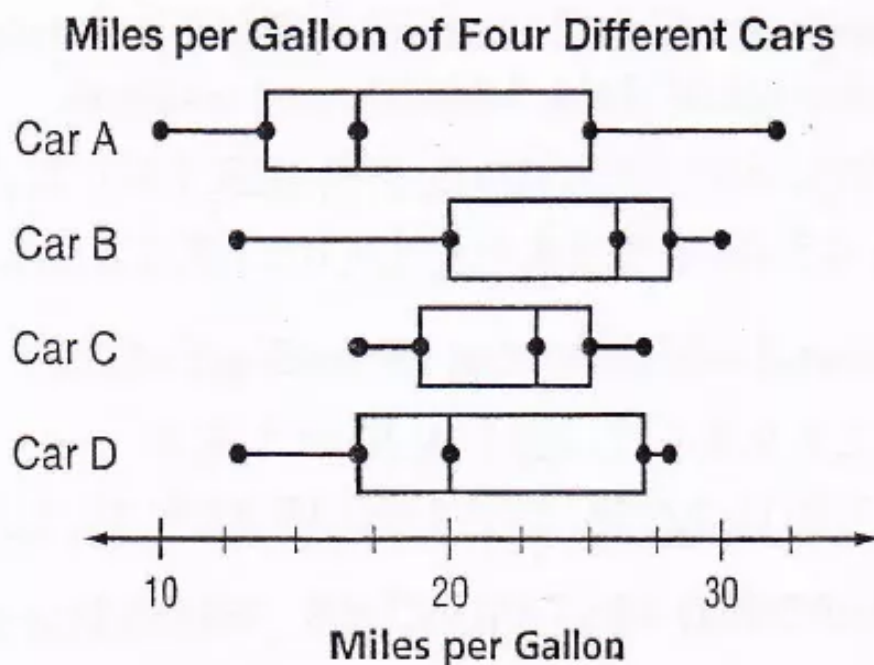 Miles per Gallon of Four Different Cars
Car A
Car B
Car C
Car D
10 20 30
Miles per Gallon